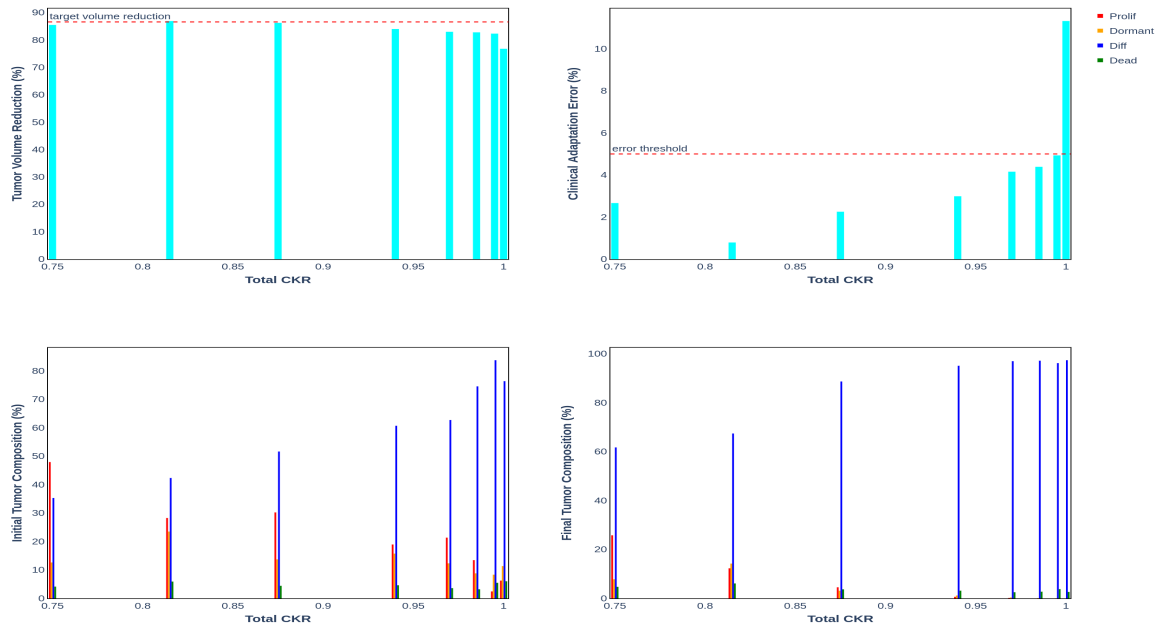 target volume reduction
90
80
70
60
50
40
30
20
10
0
Tumor Volume Reduction (%)
0.75 0.8 0.85 0.9 0.95 1
Total CKR
error threshold
10
8
6
4
2
0
Clinical Adaptation Error (%)
0.75 0.8 0.85 0.9 0.95 1
Total CKR
Prolif
Dormant
Diff
Dead
80
70
60
50
40
30
20
10
0
Initial Tumor Composition (%)
0.75 0.8 0.85 0.9 0.95 1
Total CKR
100
80
60
40
20
0
Final Tumor Composition (%)
0.75 0.8 0.85 0.9 0.95 1
Total CKR